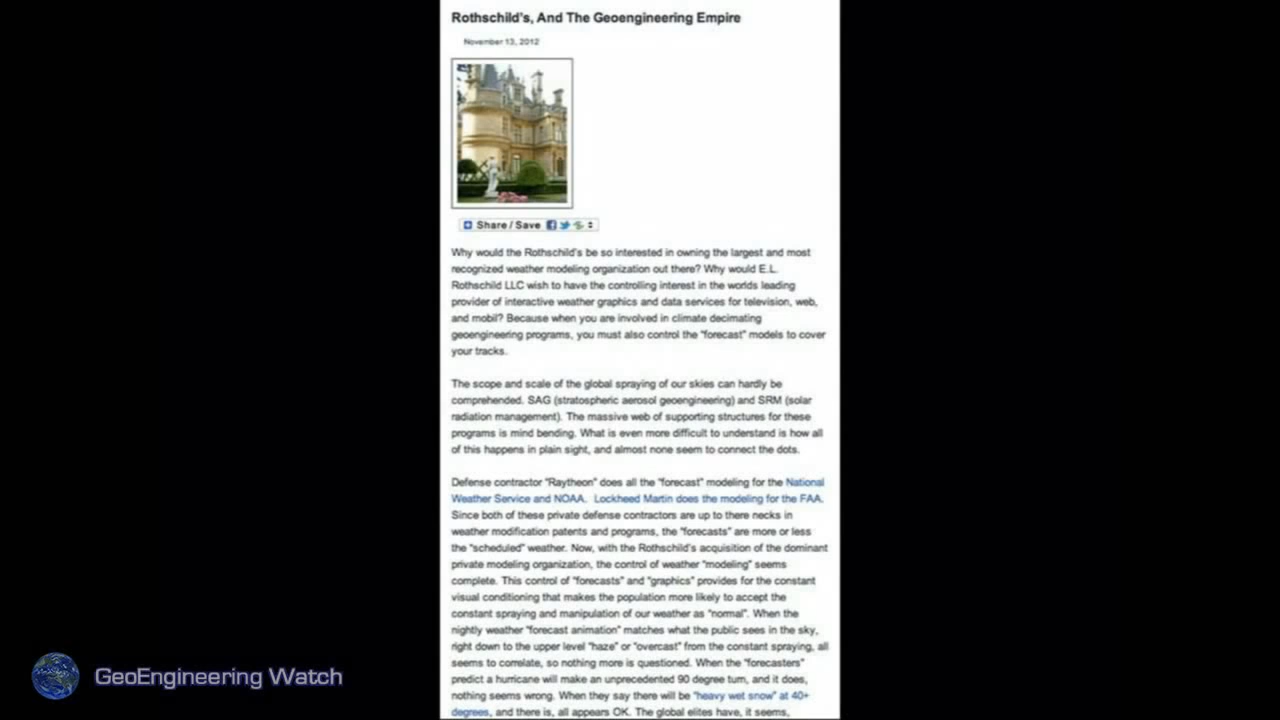 Rothschild's, And The Geoengineering Empire
November 13, 2012
Share / Save
Why would the Rothschild's be so interested in owning the largest and most
recognized weather modeling organization out there? Why would E.L.
Rothschild LLC wish to have the controlling interest in the worlds leading
provider of interactive weather graphics and data services for television, web,
and mobil? Because when you are involved in climate decimating
geoengineering programs, you must also control the "forecast" models to cover
your tracks.
The scope and scale of the global spraying of our skies can hardly be
comprehended. SAG (stratospheric aerosol geoengineering) and SRM (solar
radiation management). The massive web of supporting structures for these
programs is mind bending. What is even more difficult to understand is how all
of this happens in plain sight, and almost none seem to connect the dots.
Defense contractor "Raytheon" does all the "forecast" modeling for the National
Weather Service and NOAA. Lockheed Martin does the modeling for the FAA.
Since both of these private defense contractors are up to there necks in
weather modification patents and programs, the "forecasts" are more or less
the "scheduled" weather. Now, with the Rothschild's acquisition of the dominant
private modeling organization, the control of weather "modeling" seems
complete. This control of "forecasts" and "graphics" provides for the constant
visual conditioning that makes the population more likely to accept the
constant spraying and manipulation of our weather as "normal". When the
nightly weather "forecast animation" matches what the public sees in the sky,
right down to the upper level "haze" or "overcast" from the constant spraying, all
seems to correlate, so nothing more is questioned. When the "forecasters"
predict a hurricane will make an unprecedented 90 degree turn, and it does,
nothing seems wrong. When they say there will be "heavy wet snow" at 40+
degrees, and there is, all appears OK. The global elites have, it seems,
GeoEngineering Watch